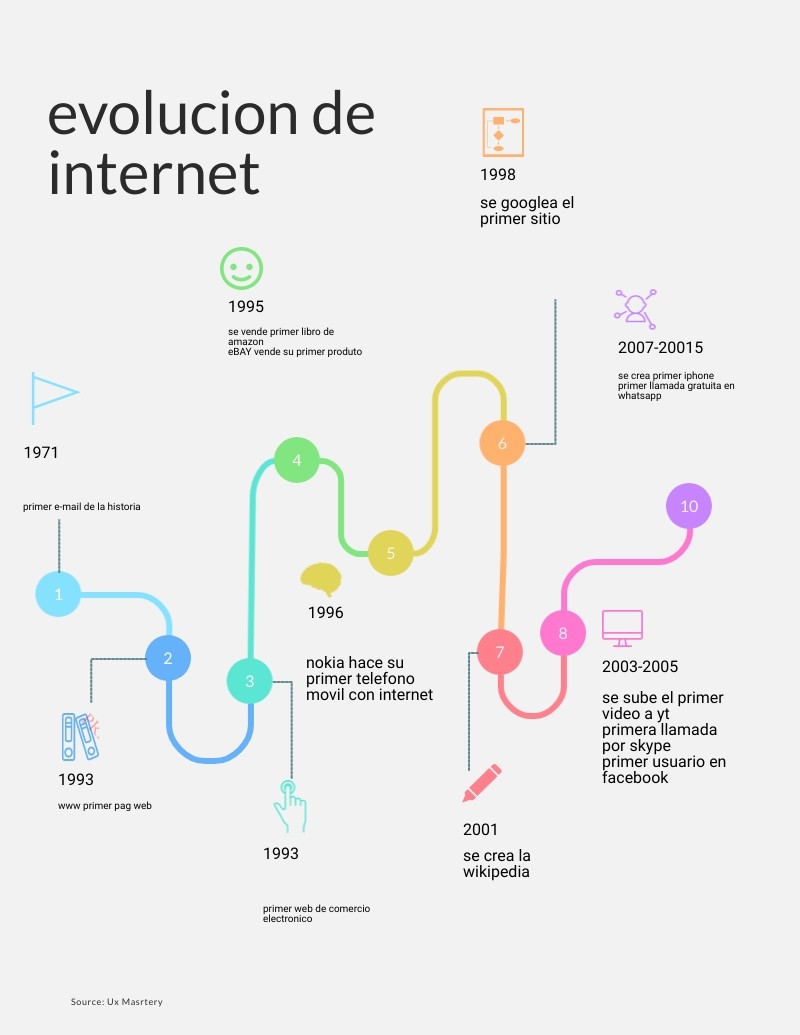 evolucion de
internet
1971
primer e-mail de la historia
1
2
1993
www primer pag web
3
1993
primer web de comercio
electronico
1995
se vende primer libro de
amazon
eBAY vende su primer produto
4
5
1996
nokia hace su
primer telefono
movil con internet
1998
se googlea el
primer sitio
6
7
2001
se crea la
wikipedia
8
2003-2005
se sube el primer
video a yt
primera llamada
por skype
primer usuario en
facebook
2007-20015
se crea primer iphone
primer llamada gratuita en
whatsapp
10
Source: Ux Masrtery